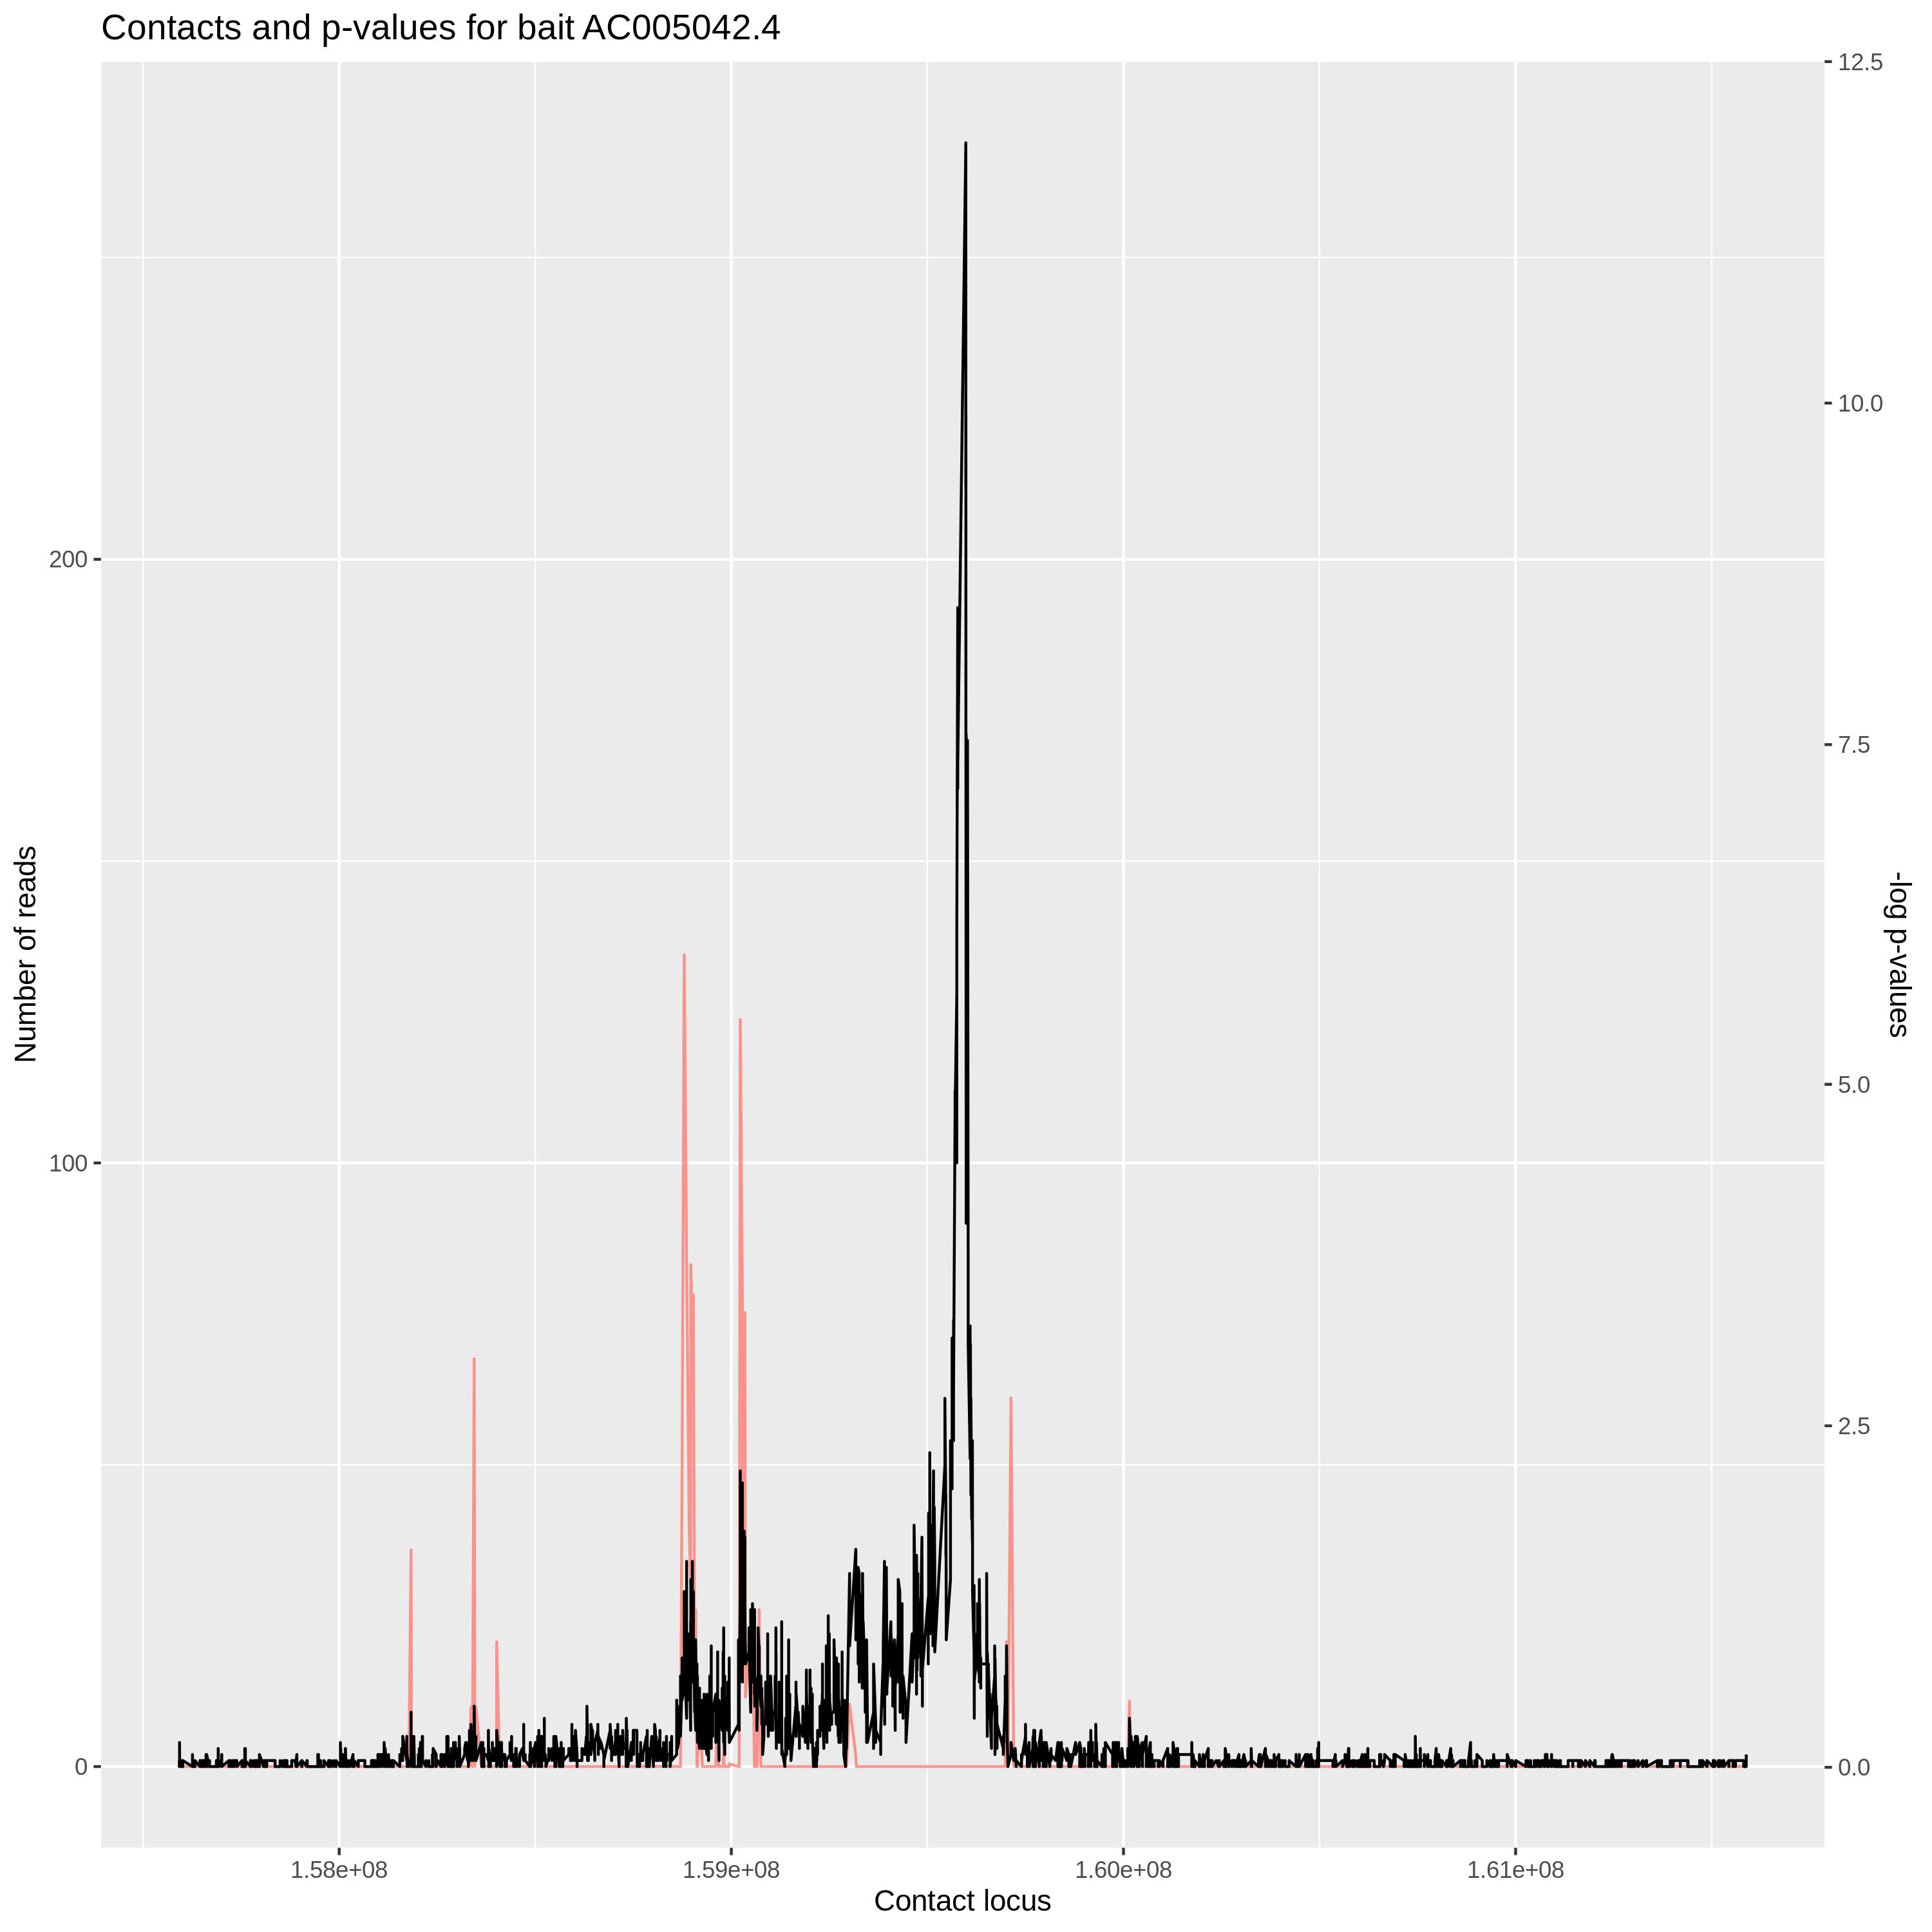 Contacts and p-values for bait AC005042.4
Number of reads
200
100
0
12.5
10.0
7.5
5.0
2.5
0.0
-log p-values
1.58e+08
1.59e+08
1.60e+08
1.61e+08
Contact locus